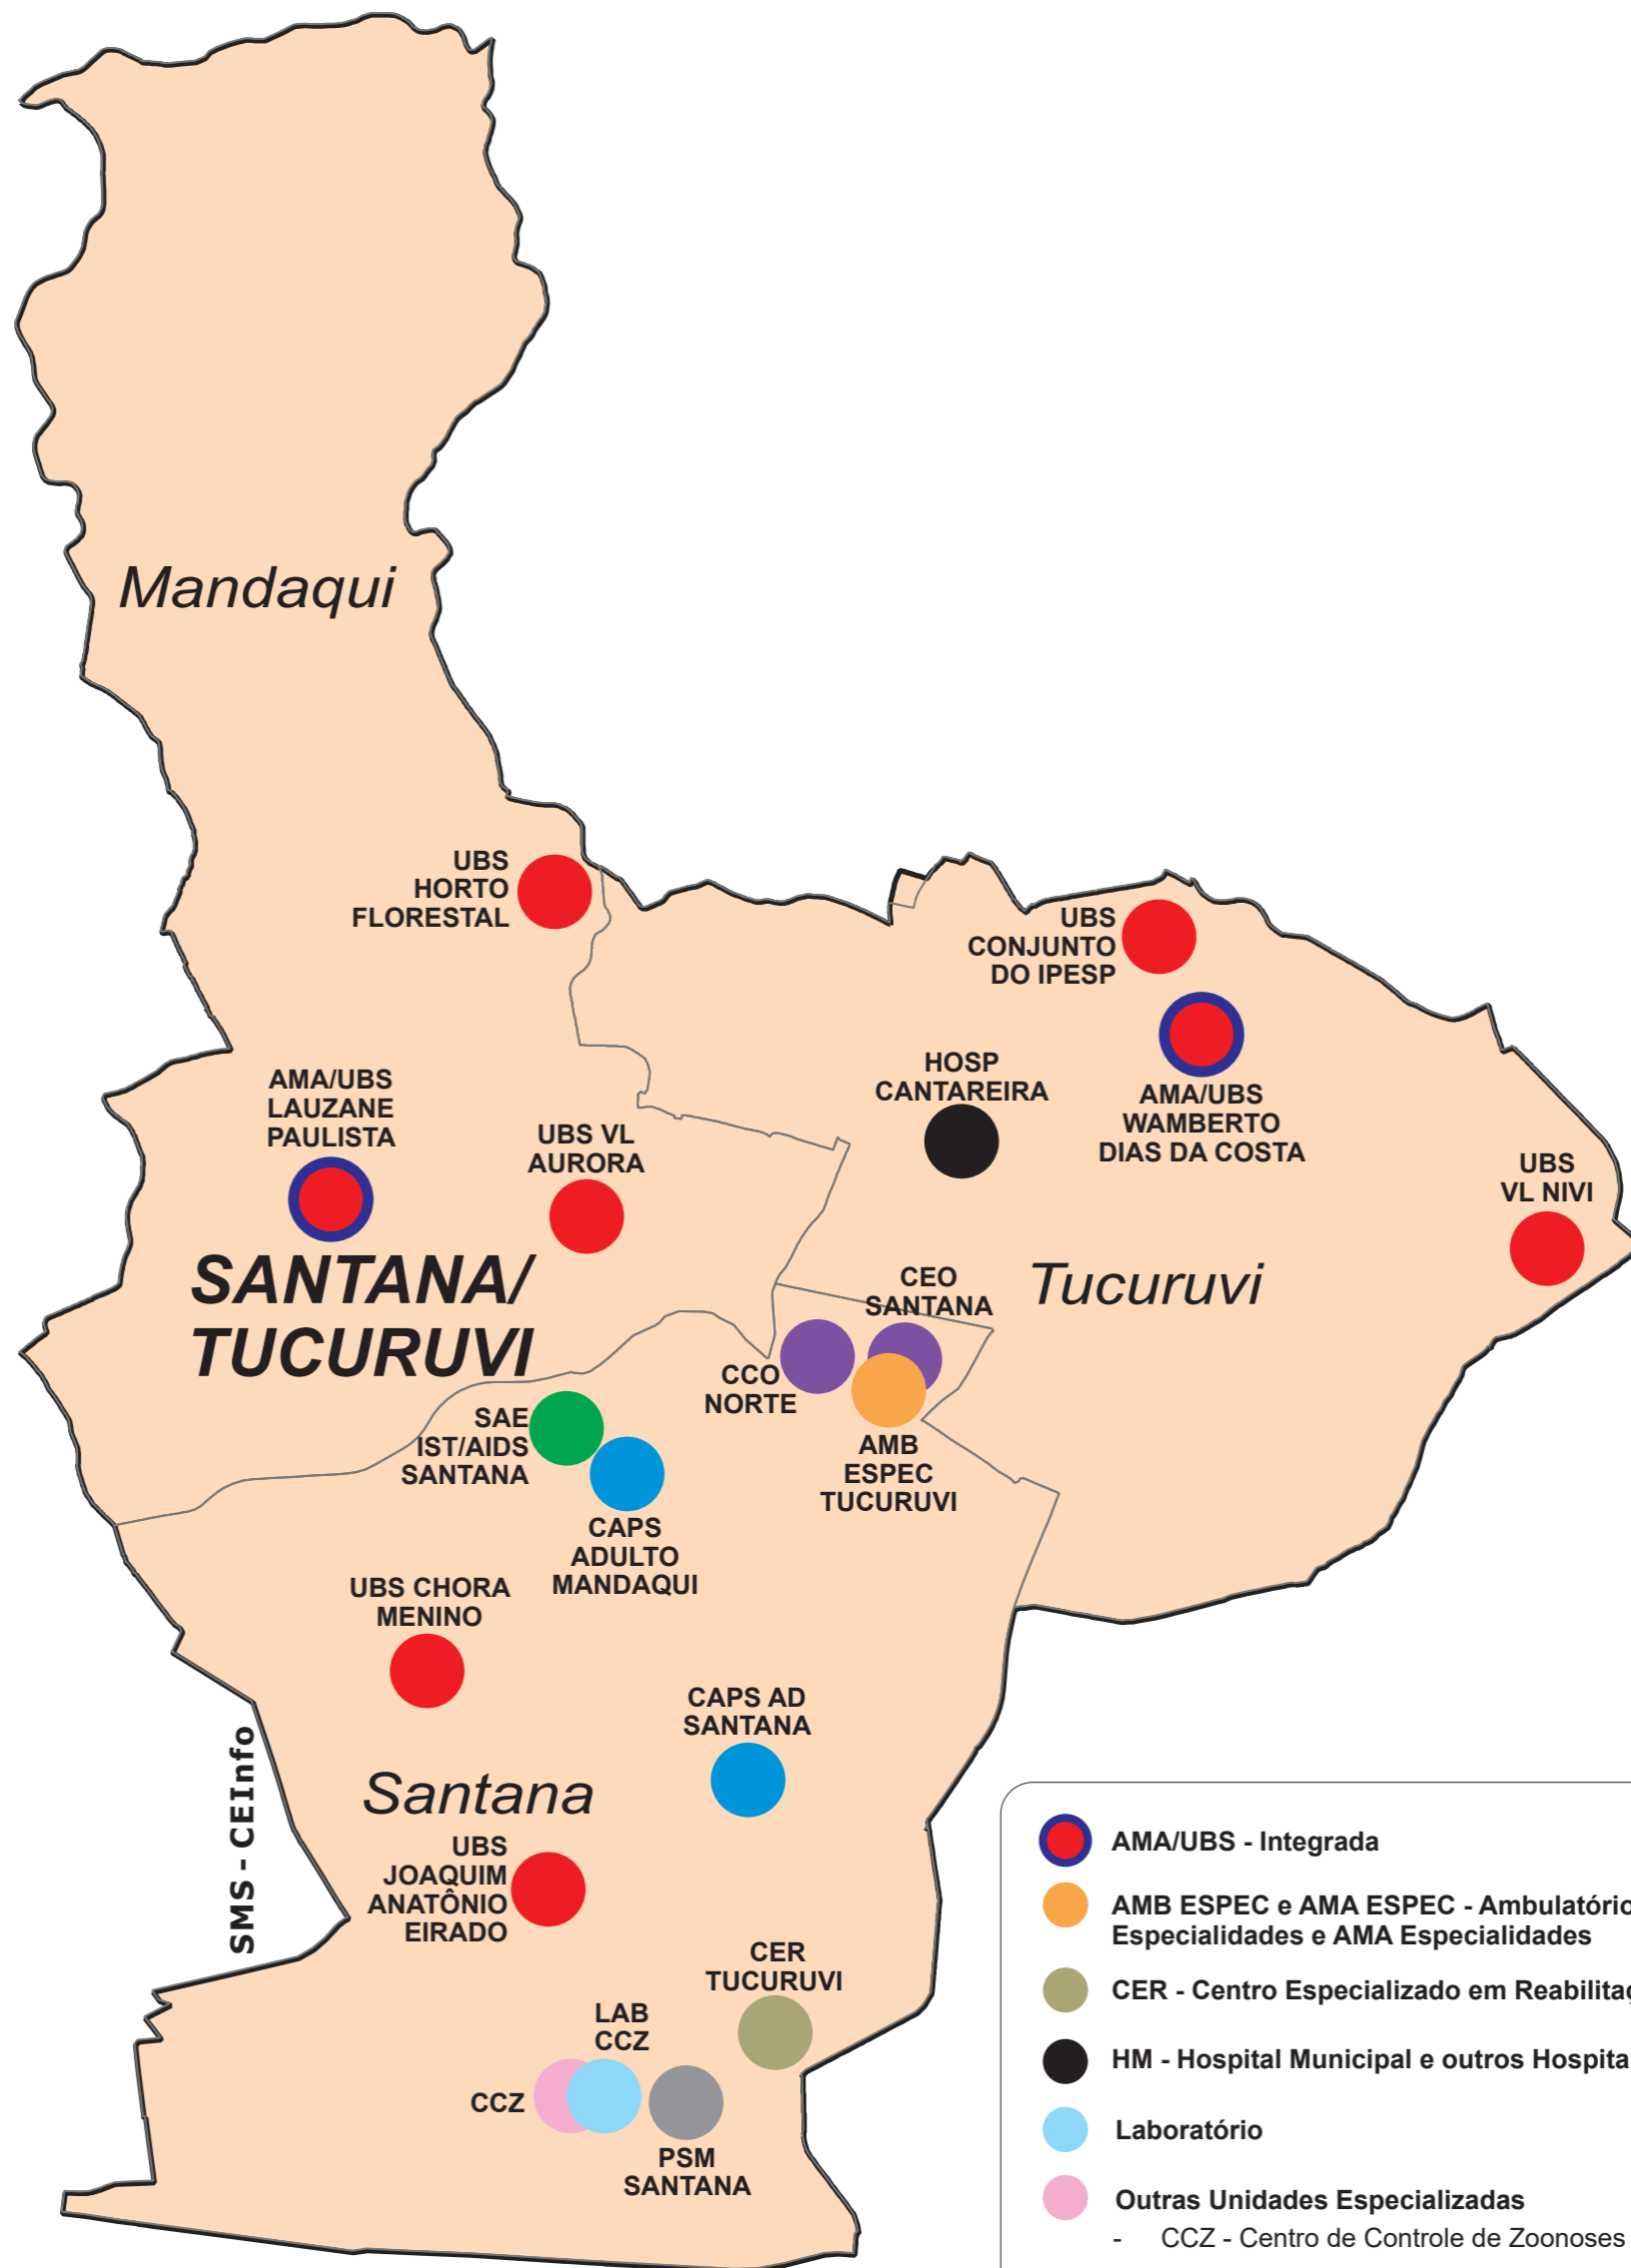 Mandaqui
UBS
HORTO
FLORESTAL
UBS
CONJUNTO
DO IPESP
HOSP
CANTAREIRA
AMA/UBS
WAMBERTO
DIAS DA COSTA
AMA/UBS
LAUZANE
PAULISTA
UBS VL
AURORA
UBS
VL NIVI
SANTANA/
TUCURUVI
Tucuruvi
CEO
SANTANA
CCO
NORTE
SAE
IST/AIDS
SANTANA
AMB
ESPEC
TUCURUVI
CAPS
ADULTO
MANDAQUI
UBS CHORA
MENINO
CAPS AD
SANTANA
Santana
SMS - CEInfo
UBS
JOAQUIM
ANATÔNIO
EIRADO
CER
TUCURUVI
LAB
CCZ
CCZ
PSM
SANTANA
AMA/UBS - Integrada
AMB ESPEC e AMA ESPEC - Ambulatório
Especialidades e AMA Especialidades
CER - Centro Especializado em Reabilitaç
HM - Hospital Municipal e outros Hospita
Laboratório
Outras Unidades Especializadas
- CCZ - Centro de Controle de Zoonoses